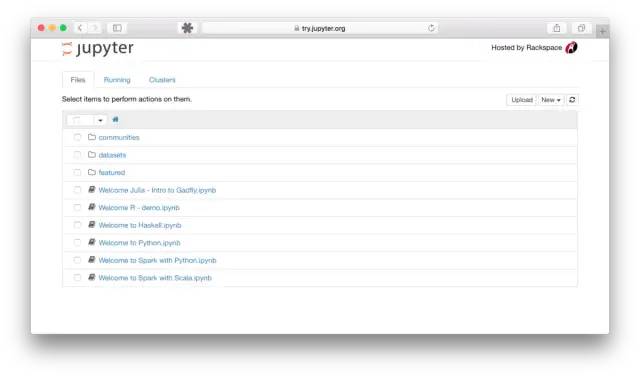 try.jupyter.org
jupyter
Hosted by Rackspace
Files Running Clusters
Select items to perform actions on them.
Upload New
communities
datasets
featured
Welcome Julia - Intro to Gadfly.ipynb
Welcome R - demo.ipynb
Welcome to Haskell.ipynb
Welcome to Python.ipynb
Welcome to Spark with Python.ipynb
Welcome to Spark with Scala.ipynb